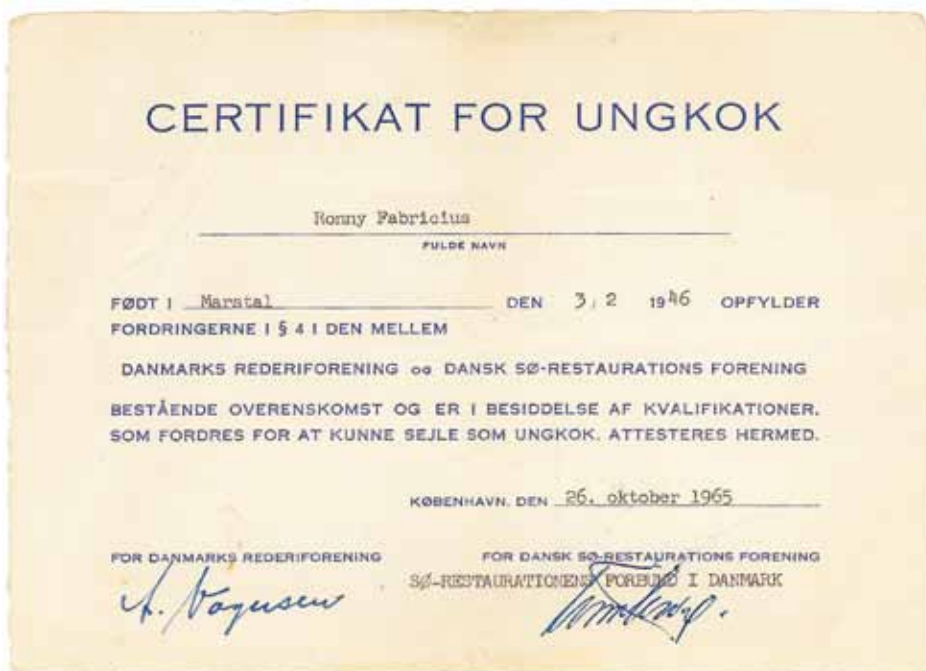 CERTIFIKAT FOR UNGKOK
Ronny Fabricius
FULDE NAVN
FØDT I Marstal DEN 3, 2 1946 OPFYLDER
FORDRINGERNE I § 4 I DEN MELLEM
DANMARKS REDERIFORENING OG DANSK SØ-RESTAURATIONS FORENING
BESTÅENDE OVERENSKOMST OG ER I BESIDDELSE AF KVALIFIKATIONER,
SOM FORDRES FOR AT KUNNE SEJLE SOM UNGKOK, ATTESTERES HERMED.
KØBENHAVN, DEN 26. oktober 1965
FOR DANMARKS REDERIFORENING FOR DANSK SØ-RESTAURATIONS FORENING
SØ-RESTAURATIONENS FORBUND I DANMARK